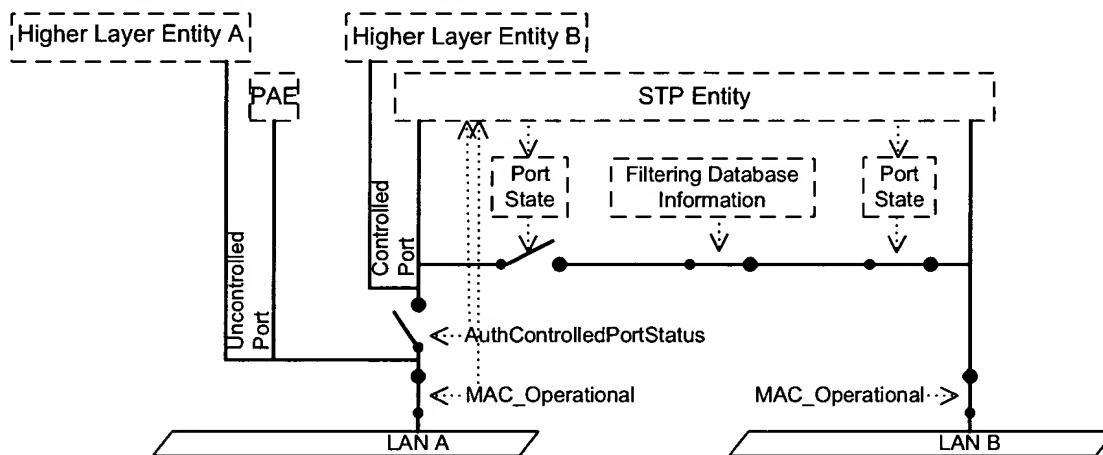 Higher Layer Entity A
Higher Layer Entity B
PAE
STP Entity
Port
State
Filtering Database
Information
Port
State
Uncontrolled
Port
Controlled
Port
AuthControlledPortStatus
MAC_Operational
MAC_Operational
LAN A
LAN B